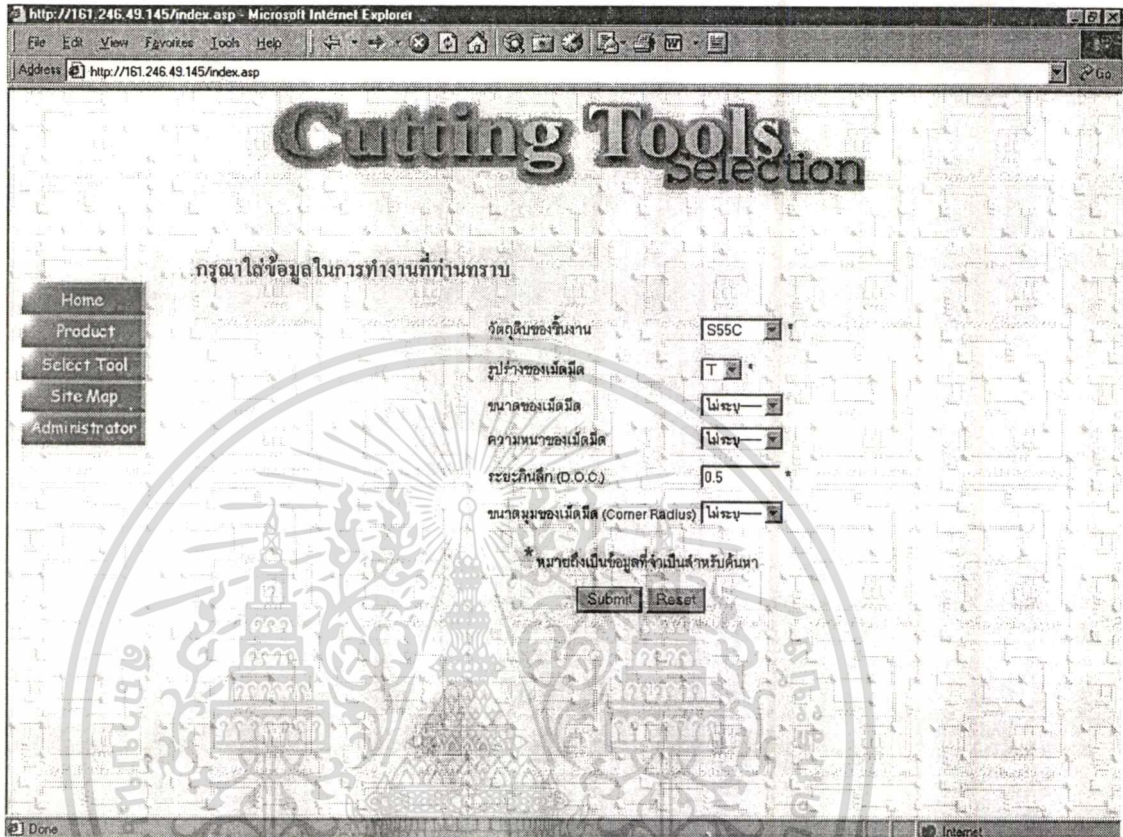 http://161.246.49.145/index.asp - Microsoft Internet Explorer
File Edit View Favorites Tools Help
Address http://161.246.49.145/index.asp Go
Cutting Tools
Selection
กรุณาใส่ข้อมูลในการทำงานที่ท่านทราบ
Home
Product
Select Tool
Site Map
Administrator
วัตถุดิบของชิ้นงาน S55C *
รูปร่างของเม็ดมีด T *
ขนาดของเม็ดมีด ไม่ระบุ----
ความหนาของเม็ดมีด ไม่ระบุ----
ระยะกินลึก (D.O.C.) 0.5 *
ขนาดมุมของเม็ดมีด (Corner Radius) ไม่ระบุ----
* หมายถึงเป็นข้อมูลที่จำเป็นสำหรับค้นหา
Submit Reset
Done Internet